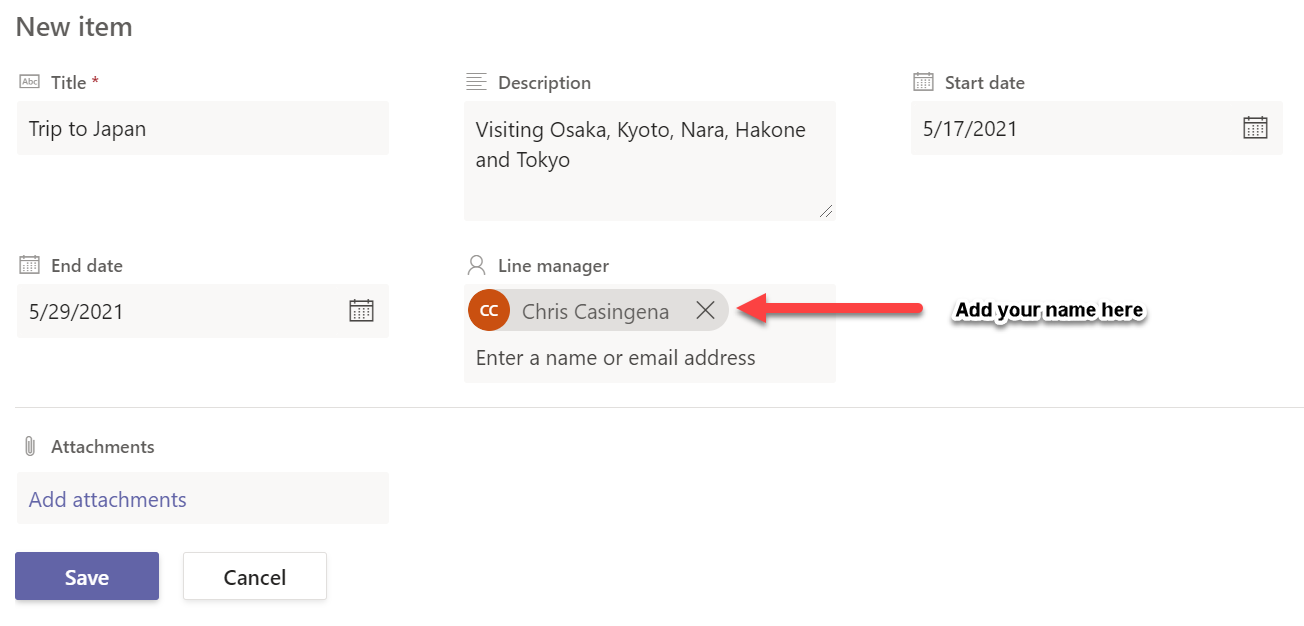 New item
Abc Title *
Trip to Japan
Description
Visiting Osaka, Kyoto, Nara, Hakone
and Tokyo
Start date
5/17/2021
End date
5/29/2021
Line manager
CC Chris Casingena
Enter a name or email address
Add your name here
Attachments
Add attachments
Save
Cancel